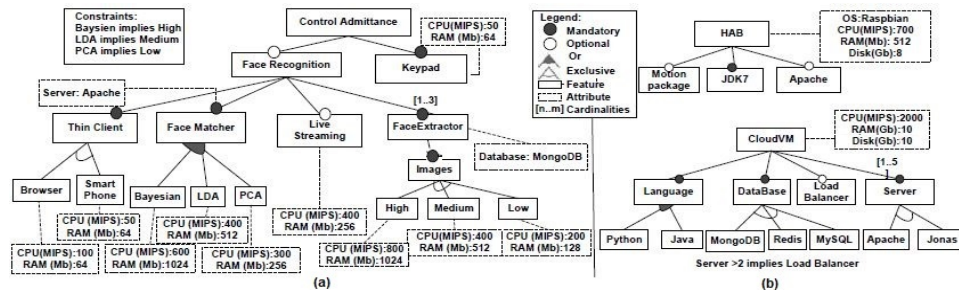 Constraints:
Baysien implies High
LDA implies Medium
PCA implies Low
Control Admittance
CPU(MIPS):50
RAM (Mb):64
Face Recognition
Keypad
Server: Apache
Thin Client
Face Matcher
Live
Streaming
[1..3]
FaceExtractor
Database: MongoDB
Images
Browser
Smart
Phone
Bayesian
LDA
PCA
High
Medium
Low
CPU (MIPS):50
RAM (Mb):64
CPU(MIPS):100
RAM (Mb):64
CPU (MIPS):400
RAM (Mb):512
CPU (MIPS):600
RAM (Mb):1024
CPU (MIPS):300
RAM (Mb):256
CPU (MIPS):400
RAM (Mb):256
CPU (MIPS):800
RAM (Mb):1024
CPU (MIPS):400
RAM (Mb):512
CPU (MIPS):200
RAM (Mb):128
(a)
Legend:
Mandatory
Optional
Or
Exclusive
Feature
Attribute
[n..m] Cardinalities
HAB
OS:Raspbian
CPU(MIPS):700
RAM(Mb): 512
Disk(Gb):8
Motion
package
JDK7
Apache
CloudVM
CPU(MIPS):2000
RAM(Gb):10
Disk(Gb):10
[1..5
]
Language
DataBase
Load
Balancer
Server
Python
Java
MongoDB
Redis
MySQL
Apache
Jonas
Server >2 implies Load Balancer
(b)